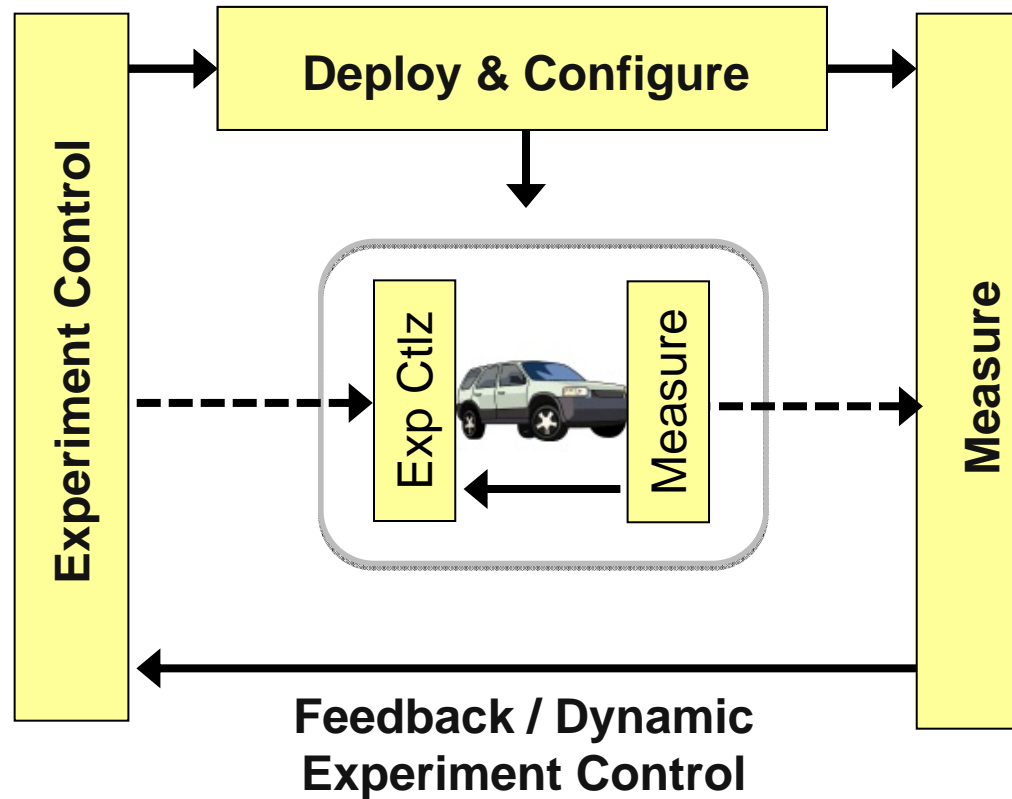 Deploy & Configure
Experiment Control
Exp Ctlz
Measure
Measure
Feedback / Dynamic
Experiment Control